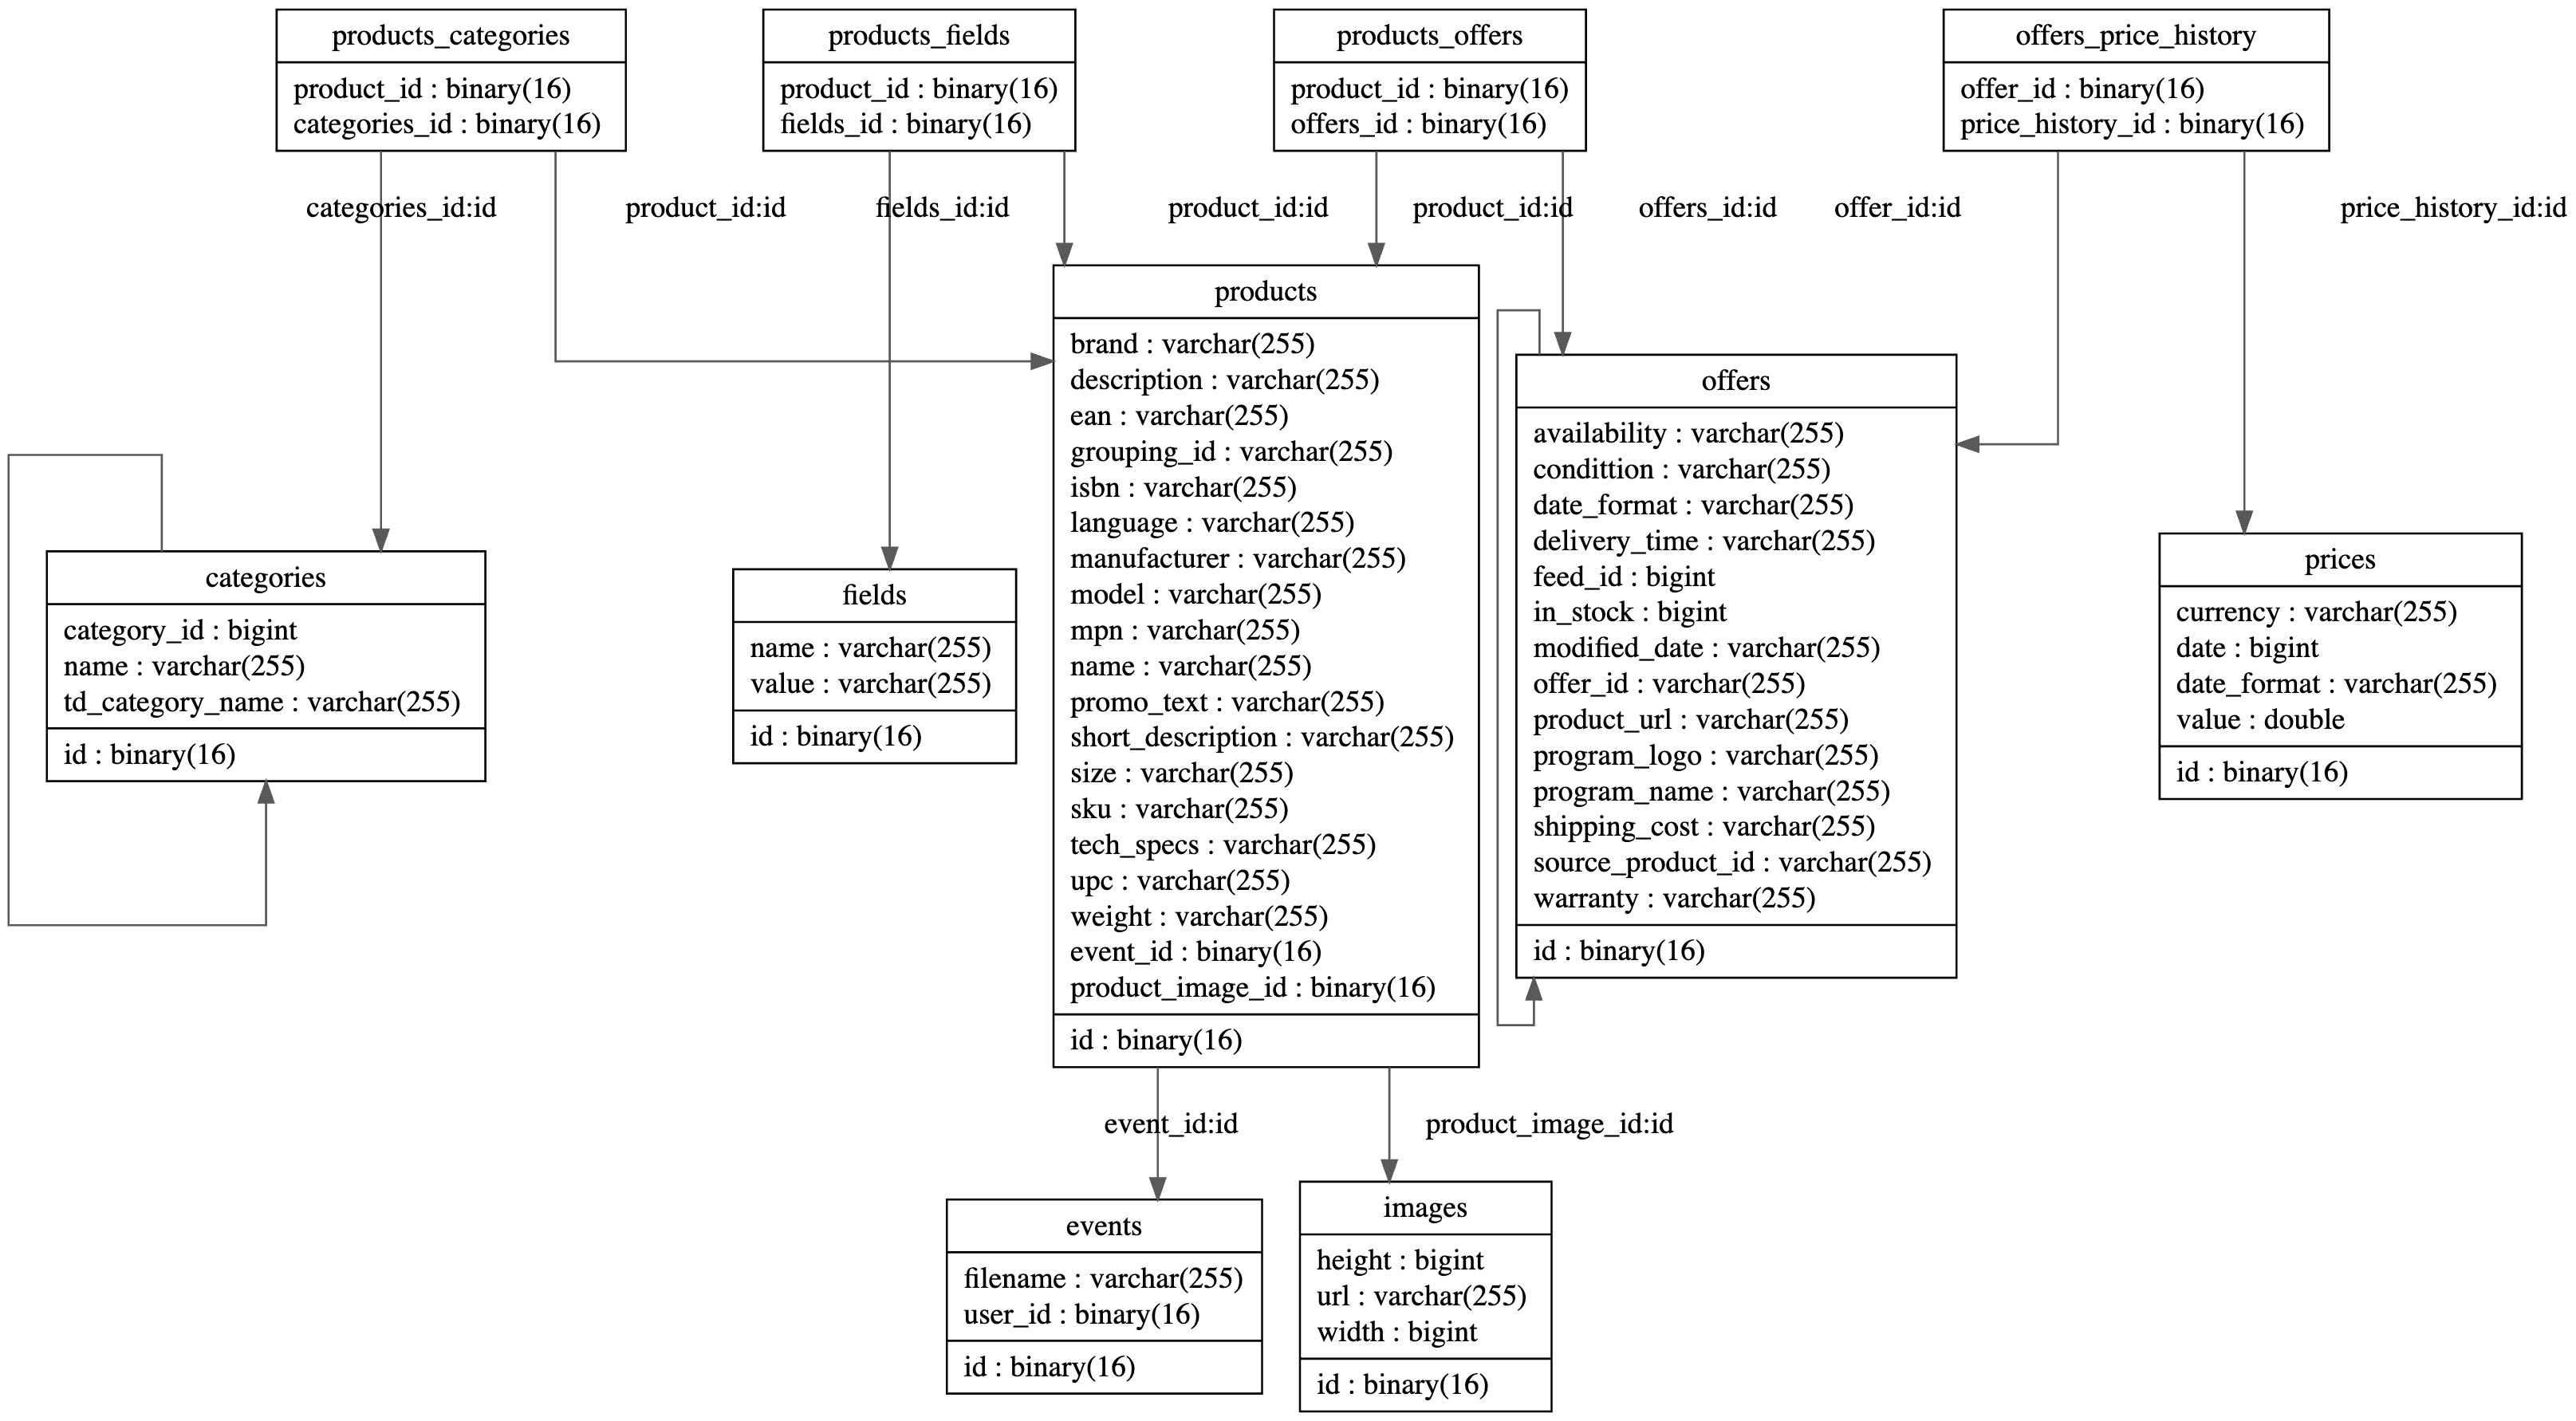 products_categories
product_id : binary(16)
categories_id : binary(16)
products_fields
product_id : binary(16)
fields_id : binary(16)
products_offers
product_id : binary(16)
offers_id : binary(16)
offers_price_history
offer_id : binary(16)
price_history_id : binary(16)
categories_id:id
product_id:id
fields_id:id
product_id:id
product_id:id
offers_id:id
offer_id:id
price_history_id:id
categories
category_id : bigint
name : varchar(255)
td_category_name : varchar(255)
id : binary(16)
fields
name : varchar(255)
value : varchar(255)
id : binary(16)
products
brand : varchar(255)
description : varchar(255)
ean : varchar(255)
grouping_id : varchar(255)
isbn : varchar(255)
language : varchar(255)
manufacturer : varchar(255)
model : varchar(255)
mpn : varchar(255)
name : varchar(255)
promo_text : varchar(255)
short_description : varchar(255)
size : varchar(255)
sku : varchar(255)
tech_specs : varchar(255)
upc : varchar(255)
weight : varchar(255)
event_id : binary(16)
product_image_id : binary(16)
id : binary(16)
offers
availability : varchar(255)
condittion : varchar(255)
date_format : varchar(255)
delivery_time : varchar(255)
feed_id : bigint
in_stock : bigint
modified_date : varchar(255)
offer_id : varchar(255)
product_url : varchar(255)
program_logo : varchar(255)
program_name : varchar(255)
shipping_cost : varchar(255)
source_product_id : varchar(255)
warranty : varchar(255)
id : binary(16)
prices
currency : varchar(255)
date : bigint
date_format : varchar(255)
value : double
id : binary(16)
event_id:id
product_image_id:id
events
filename : varchar(255)
user_id : binary(16)
id : binary(16)
images
height : bigint
url : varchar(255)
width : bigint
id : binary(16)